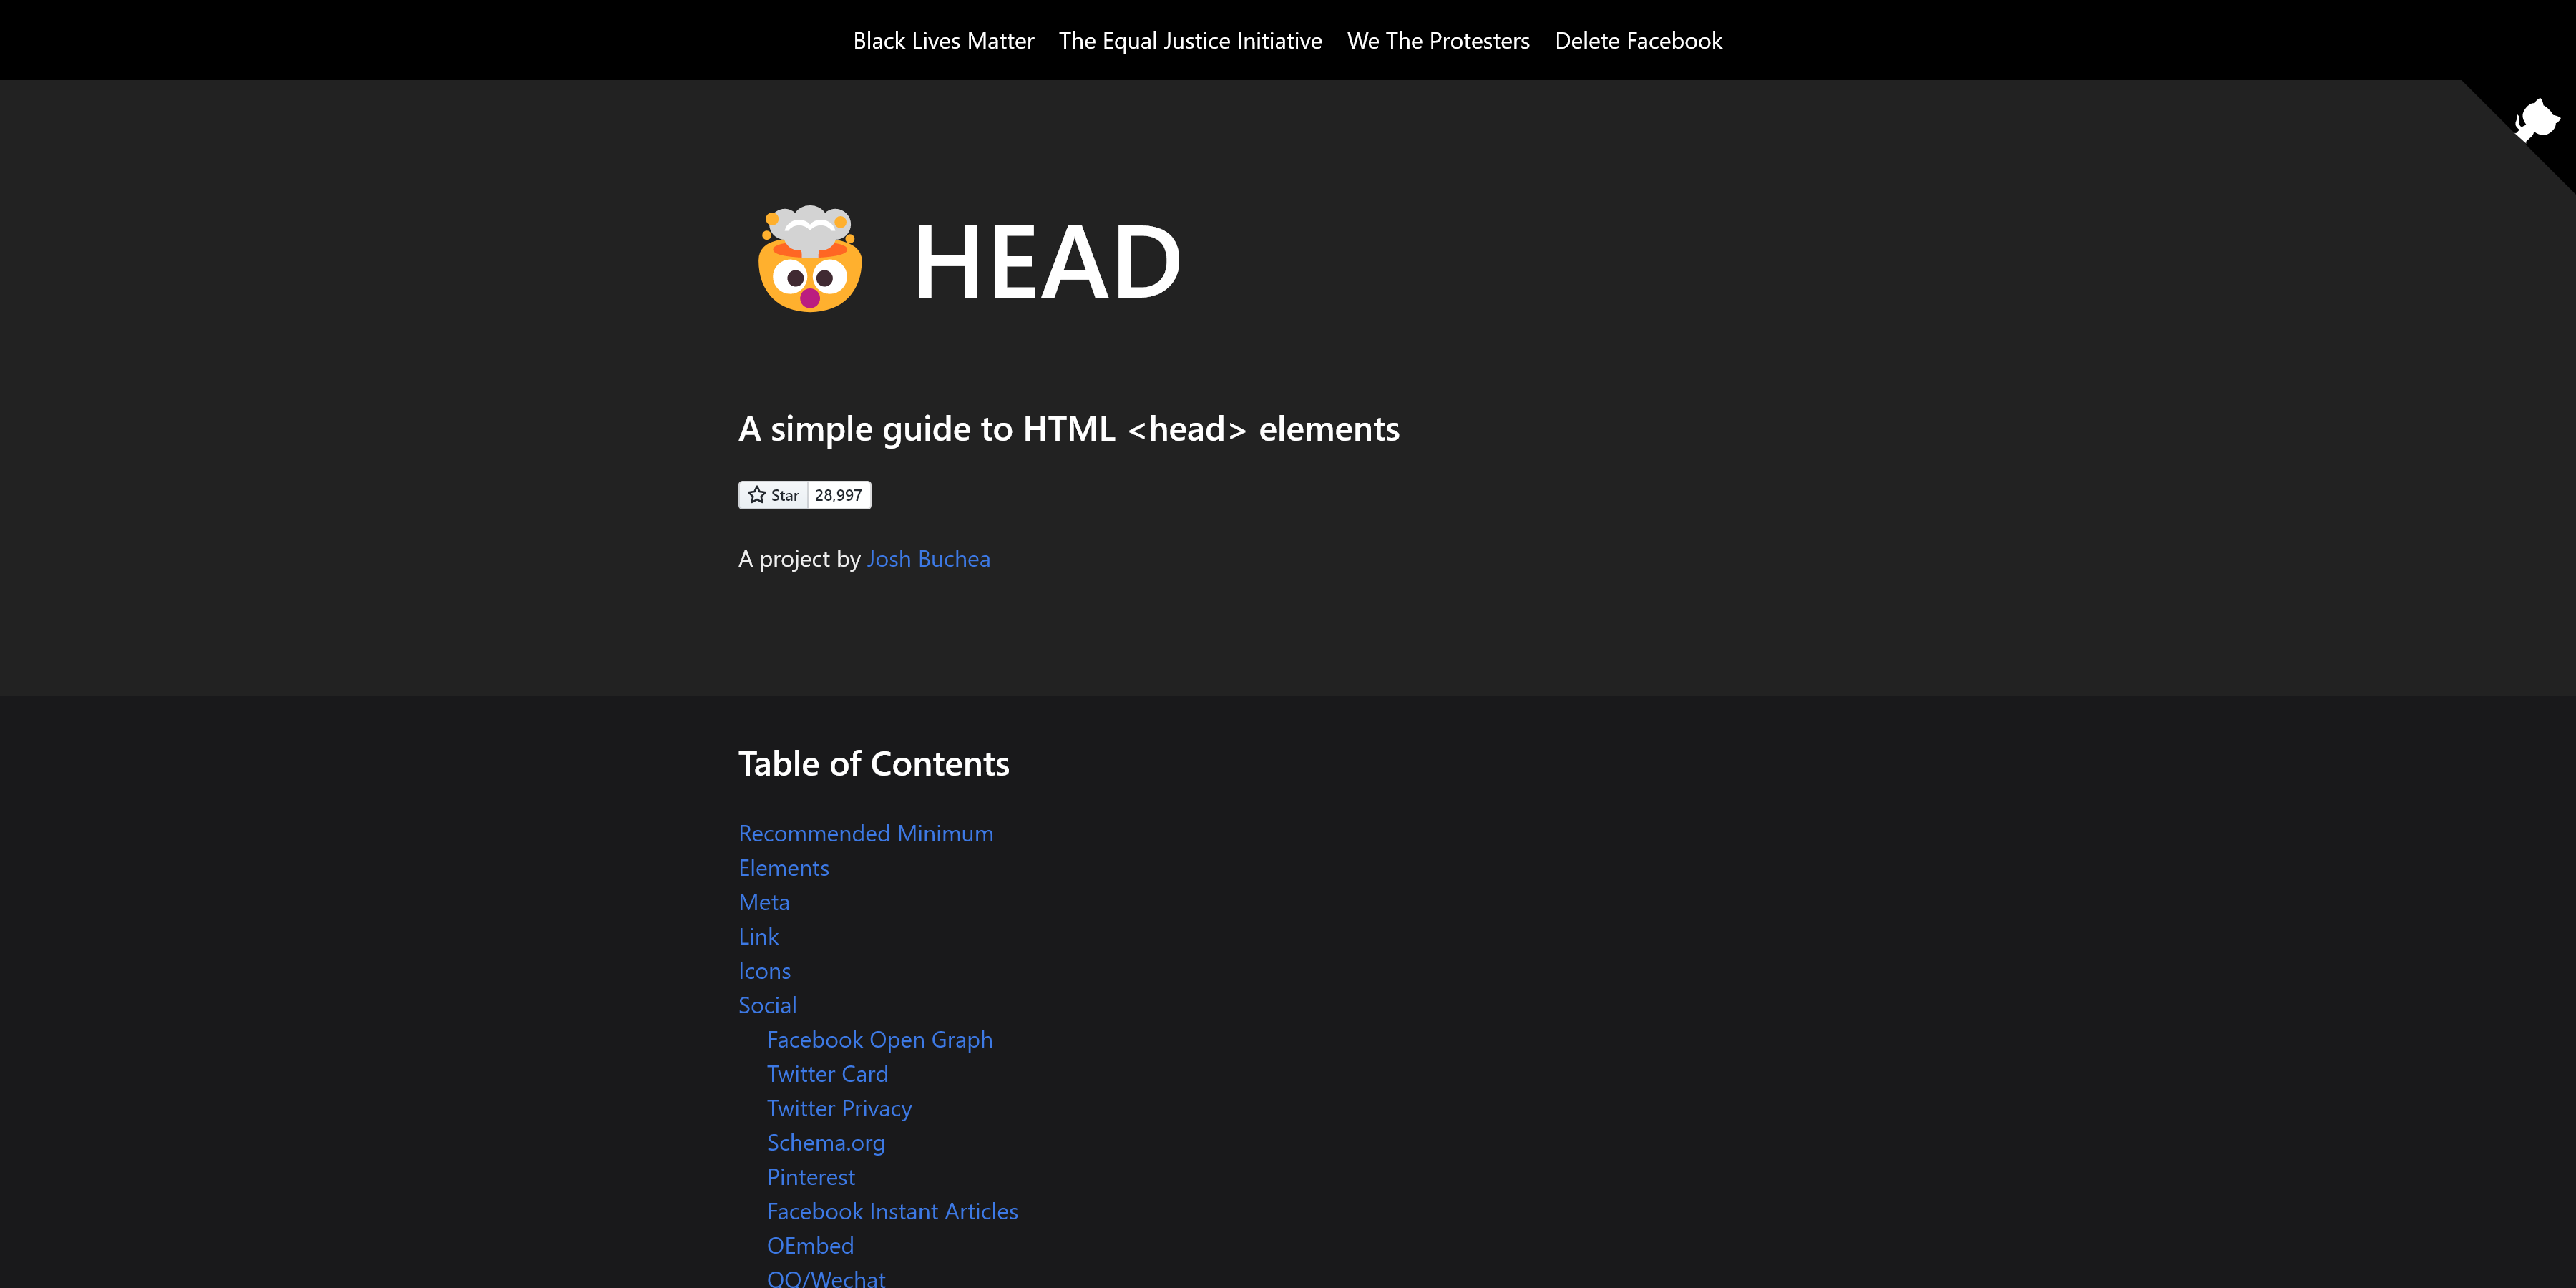 Black Lives Matter The Equal Justice Initiative We The Protesters Delete Facebook
HEAD
A simple guide to HTML <head> elements
Star 28,997
A project by Josh Buchea
Table of Contents
Recommended Minimum
Elements
Meta
Link
Icons
Social
Facebook Open Graph
Twitter Card
Twitter Privacy
Schema.org
Pinterest
Facebook Instant Articles
OEmbed
QQ/Wechat